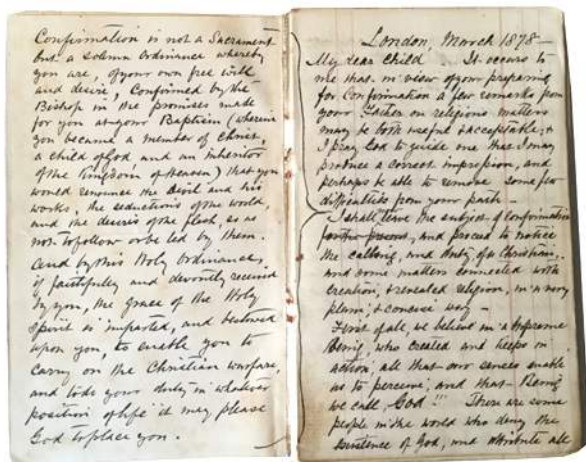 Confirmation is not a Sacrament
but a solemn Ordinance whereby
you are, of your own free will
and desire, Confirmed by the
Bishop in the promises made
for you at your Baptism (wherein
you became a member of Christ,
a child of God and an inheritor
of the Kingdom of Heaven) that you
would renounce the Devil and his
works, the seductions of the world,
and the desires of the flesh, so as
not to follow or be led by them.
And by this Holy Ordinance,
if faithfully and devoutly received
by you, the grace of the Holy
Spirit is imparted, and bestowed
upon you, to enable you to
carry on the Christian warfare,
and to do your duty in whatever
position of life it may please
God to place you.
London, March 1878 —
My dear Child . It occurs to
me that in view of your preparing
for Confirmation a few remarks from
your Father on religious matters
may be both useful & acceptable; &
I pray God to guide me that I may
produce a correct impression, and
perhaps be able to remove some few
difficulties from your path —
I shall leave the subject of Confirmation
for the present, and proceed to notice
the calling, and duty, of a Christian,
and some matters connected with
creation, & revealed religion, in a very
plain, & concise way —
First of all, we believe in a Supreme
Being, who created and keeps in
action, all that our senses enable
us to perceive, and that Being
we call, God!! There are some
people in the world who deny the
existence of God, and attribute all